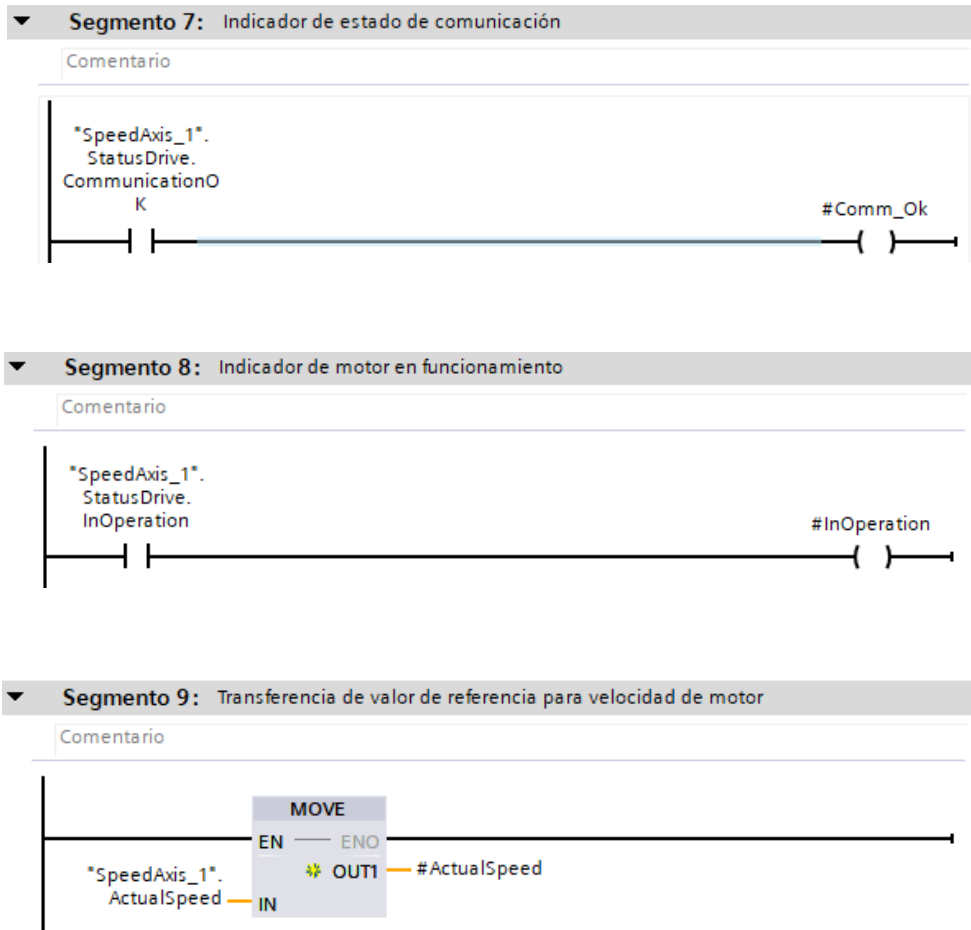 Segmento 7: Indicador de estado de comunicación
Comentario
"SpeedAxis_1".
StatusDrive.
CommunicationO
K
#Comm_Ok
Segmento 8: Indicador de motor en funcionamiento
Comentario
"SpeedAxis_1".
StatusDrive.
InOperation
#InOperation
Segmento 9: Transferencia de valor de referencia para velocidad de motor
Comentario
MOVE
EN ENO
OUT1 #ActualSpeed
"SpeedAxis_1".
ActualSpeed IN